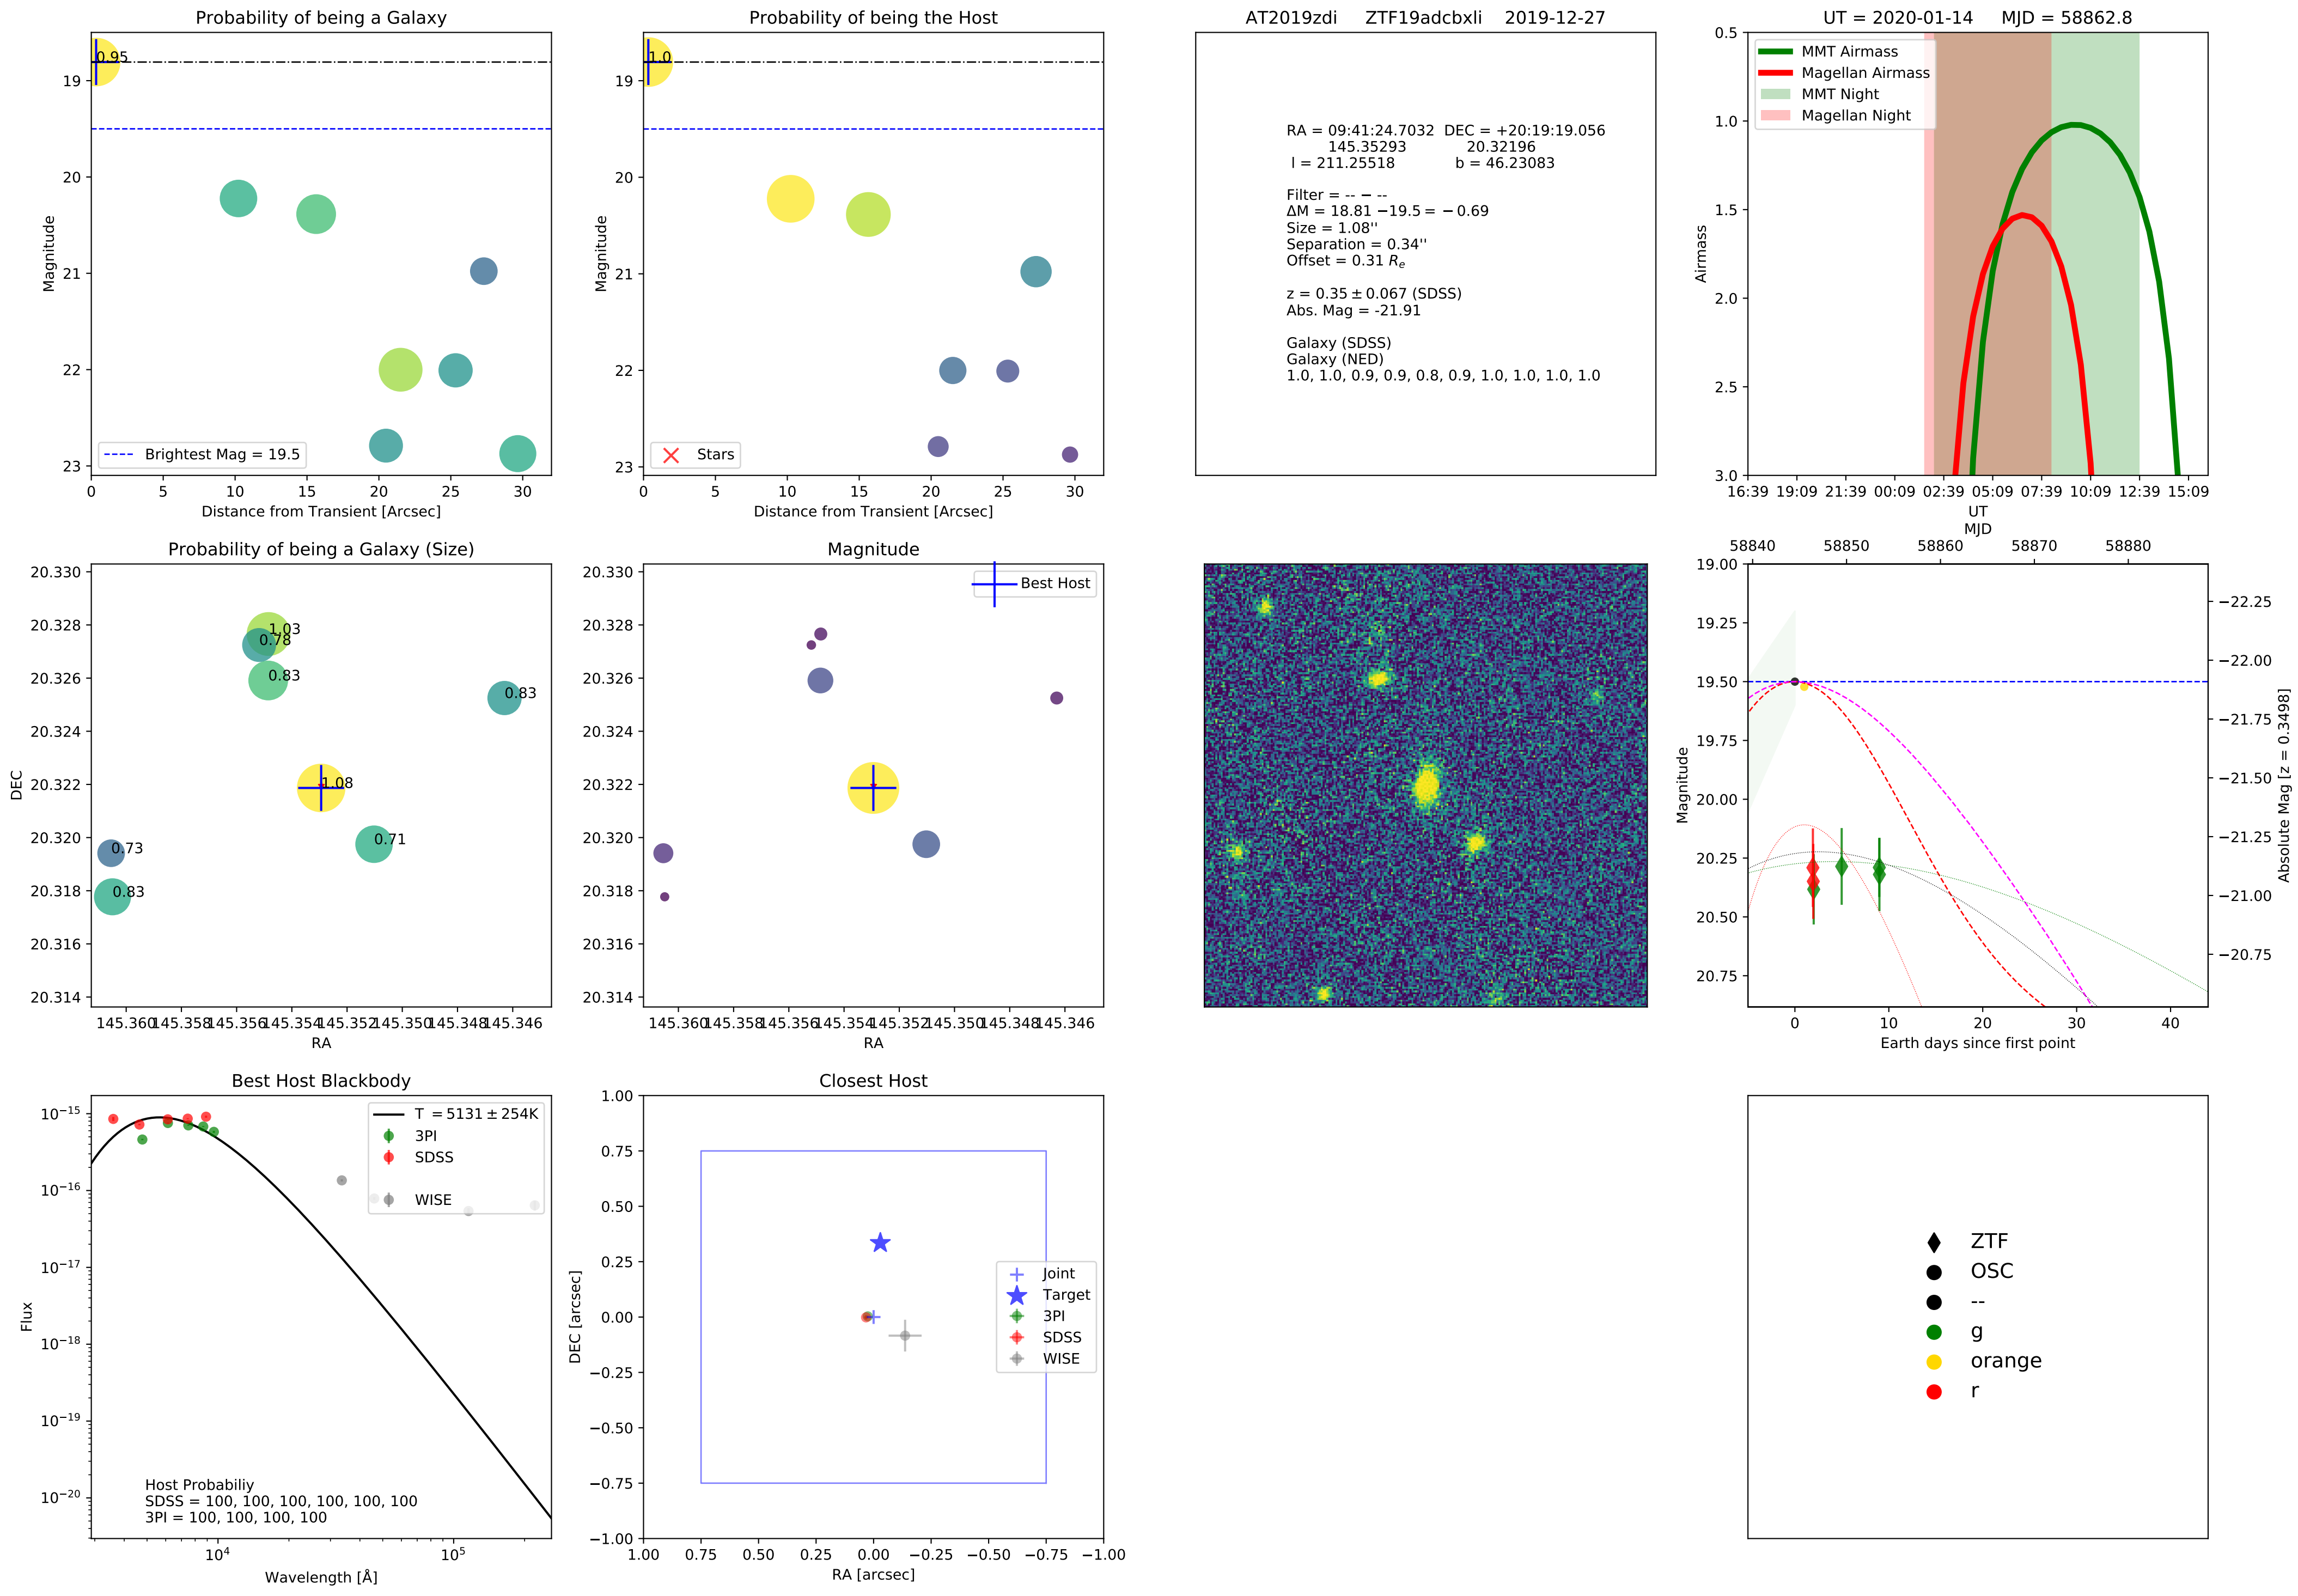 Probability of being a Galaxy
0.95
19
20
21
22
23
Magnitude
Brightest Mag = 19.5
0 5 10 15 20 25 30
Distance from Transient [Arcsec]
Probability of being the Host
1.0
19
20
21
22
23
Magnitude
Stars
0 5 10 15 20 25 30
Distance from Transient [Arcsec]
AT2019zdi ZTF19adcbxli 2019-12-27
RA = 09:41:24.7032 DEC = +20:19:19.056
145.35293 20.32196
l = 211.25518 b = 46.23083
Filter = -- − --
ΔM = 18.81 −19.5 = −0.69
Size = 1.08''
Separation = 0.34''
Offset = 0.31 Re
z = 0.35 ± 0.067 (SDSS)
Abs. Mag = -21.91
Galaxy (SDSS)
Galaxy (NED)
1.0, 1.0, 0.9, 0.9, 0.8, 0.9, 1.0, 1.0, 1.0, 1.0
UT = 2020-01-14 MJD = 58862.8
MMT Airmass
Magellan Airmass
MMT Night
Magellan Night
0.5
1.0
1.5
2.0
2.5
3.0
Airmass
16:39 19:09 21:39 00:09 02:39 05:09 07:39 10:09 12:39 15:09
UT
Probability of being a Galaxy (Size)
20.330
20.328
20.326
20.324
20.322
20.320
20.318
20.316
20.314
DEC
1.03
0.78
0.83
0.83
1.08
0.71
0.73
0.83
145.360 145.358 145.356 145.354 145.352 145.350 145.348 145.346
RA
Magnitude
Best Host
20.330
20.328
20.326
20.324
20.322
20.320
20.318
20.316
20.314
145.360 145.358 145.356 145.354 145.352 145.350 145.348 145.346
RA
MJD
58840 58850 58860 58870 58880
19.00
19.25
19.50
19.75
20.00
20.25
20.50
20.75
Magnitude
−22.25
−22.00
−21.75
−21.50
−21.25
−21.00
−20.75
Absolute Mag [z = 0.3498]
0 10 20 30 40
Earth days since first point
Best Host Blackbody
T = 5131 ± 254K
3PI
SDSS
WISE
10−15
10−16
10−17
10−18
10−19
10−20
Flux
Host Probabiliy
SDSS = 100, 100, 100, 100, 100, 100
3PI = 100, 100, 100, 100
104 105
Wavelength [Å]
Closest Host
1.00
0.75
0.50
0.25
0.00
−0.25
−0.50
−0.75
−1.00
DEC [arcsec]
Joint
Target
3PI
SDSS
WISE
1.00 0.75 0.50 0.25 0.00 −0.25 −0.50 −0.75 −1.00
RA [arcsec]
ZTF
OSC
--
g
orange
r